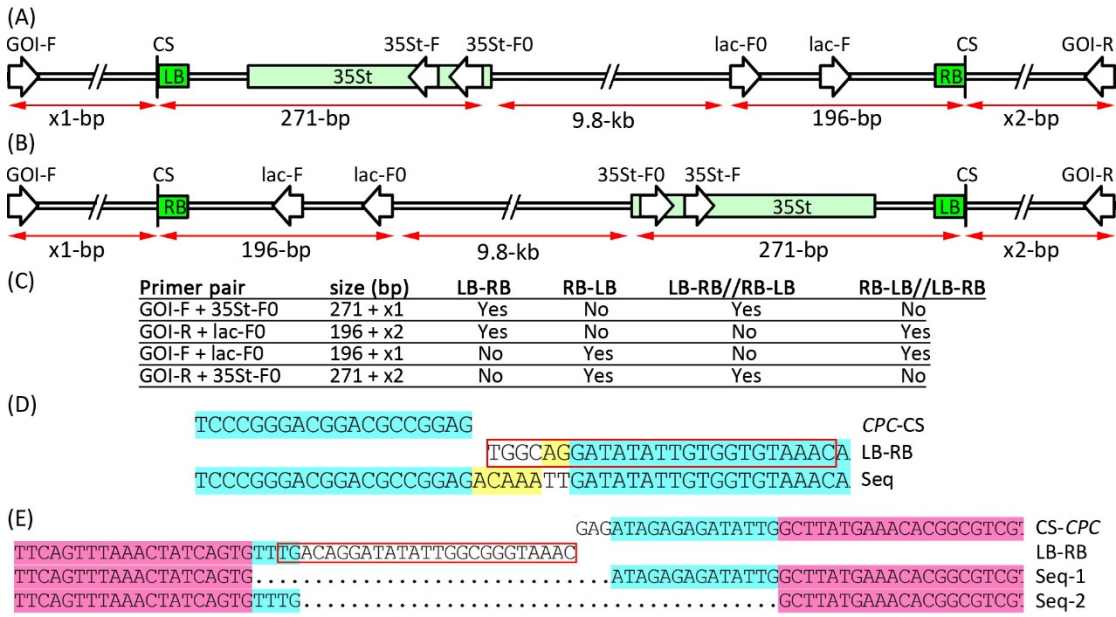 (A)
GOI-F CS 35St-F 35St-F0 lac-F0 lac-F CS GOI-R
LB 35St RB
x1-bp 271-bp 9.8-kb 196-bp x2-bp
(B)
GOI-F CS lac-F lac-F0 35St-F0 35St-F CS GOI-R
RB 35St LB
x1-bp 196-bp 9.8-kb 271-bp x2-bp
(C)
Primer pair size (bp) LB-RB RB-LB LB-RB//RB-LB RB-LB//LB-RB
GOI-F + 35St-F0 271 + x1 Yes No Yes No
GOI-R + lac-F0 196 + x2 Yes No No Yes
GOI-F + lac-F0 196 + x1 No Yes No Yes
GOI-R + 35St-F0 271 + x2 No Yes Yes No
(D)
TCCCGGGACGGACGCCGGAG CPC-CS
TGGCAGGATATATTGTGGTGTAAACA LB-RB
TCCCGGGACGGACGCCGGAGACAAATTGATATATTGTGGTGTAAACA Seq
(E)
GAGATAGAGAGATATTGGCTTATGAAACACGGCGTCGT CS-CPC
TTCAGTTTAAACTATCAGTGTTTGACAGGATATATTGGCGGGTAAAC LB-RB
TTCAGTTTAAACTATCAGTG..............................ATAGAGAGATATTGGCTTATGAAACACGGCGTCGT Seq-1
TTCAGTTTAAACTATCAGTGTTTG........................................GCTTATGAAACACGGCGTCGT Seq-2